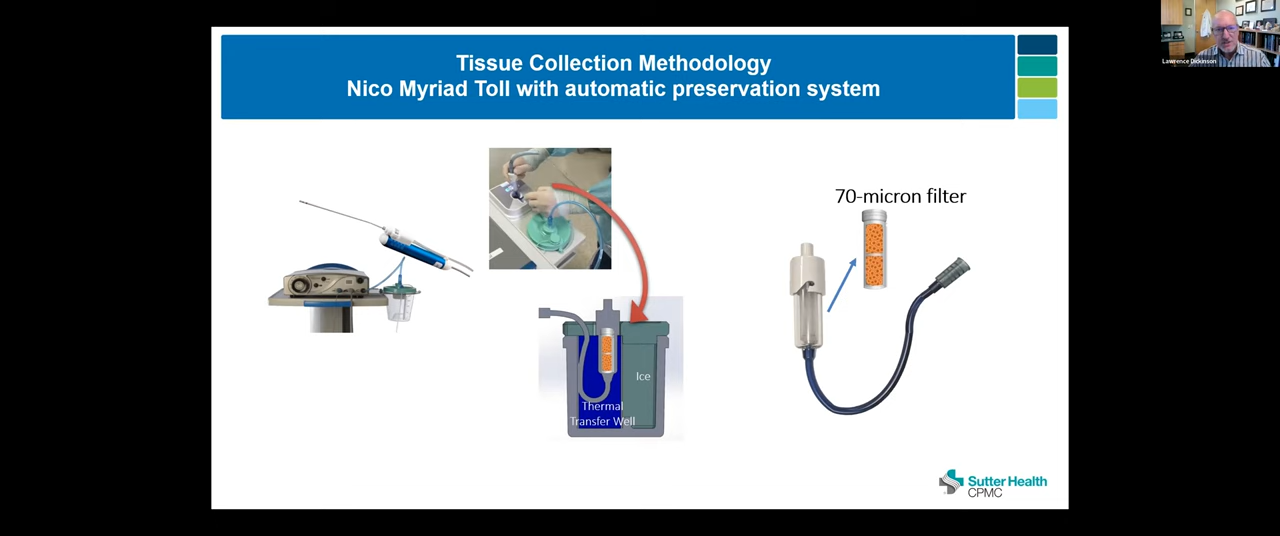 Tissue Collection Methodology
Nico Myriad Toll with automatic preservation system
70-micron filter
Ice
Thermal
Transfer Well
Sutter Health
CPMC
Lawrence Dickinson